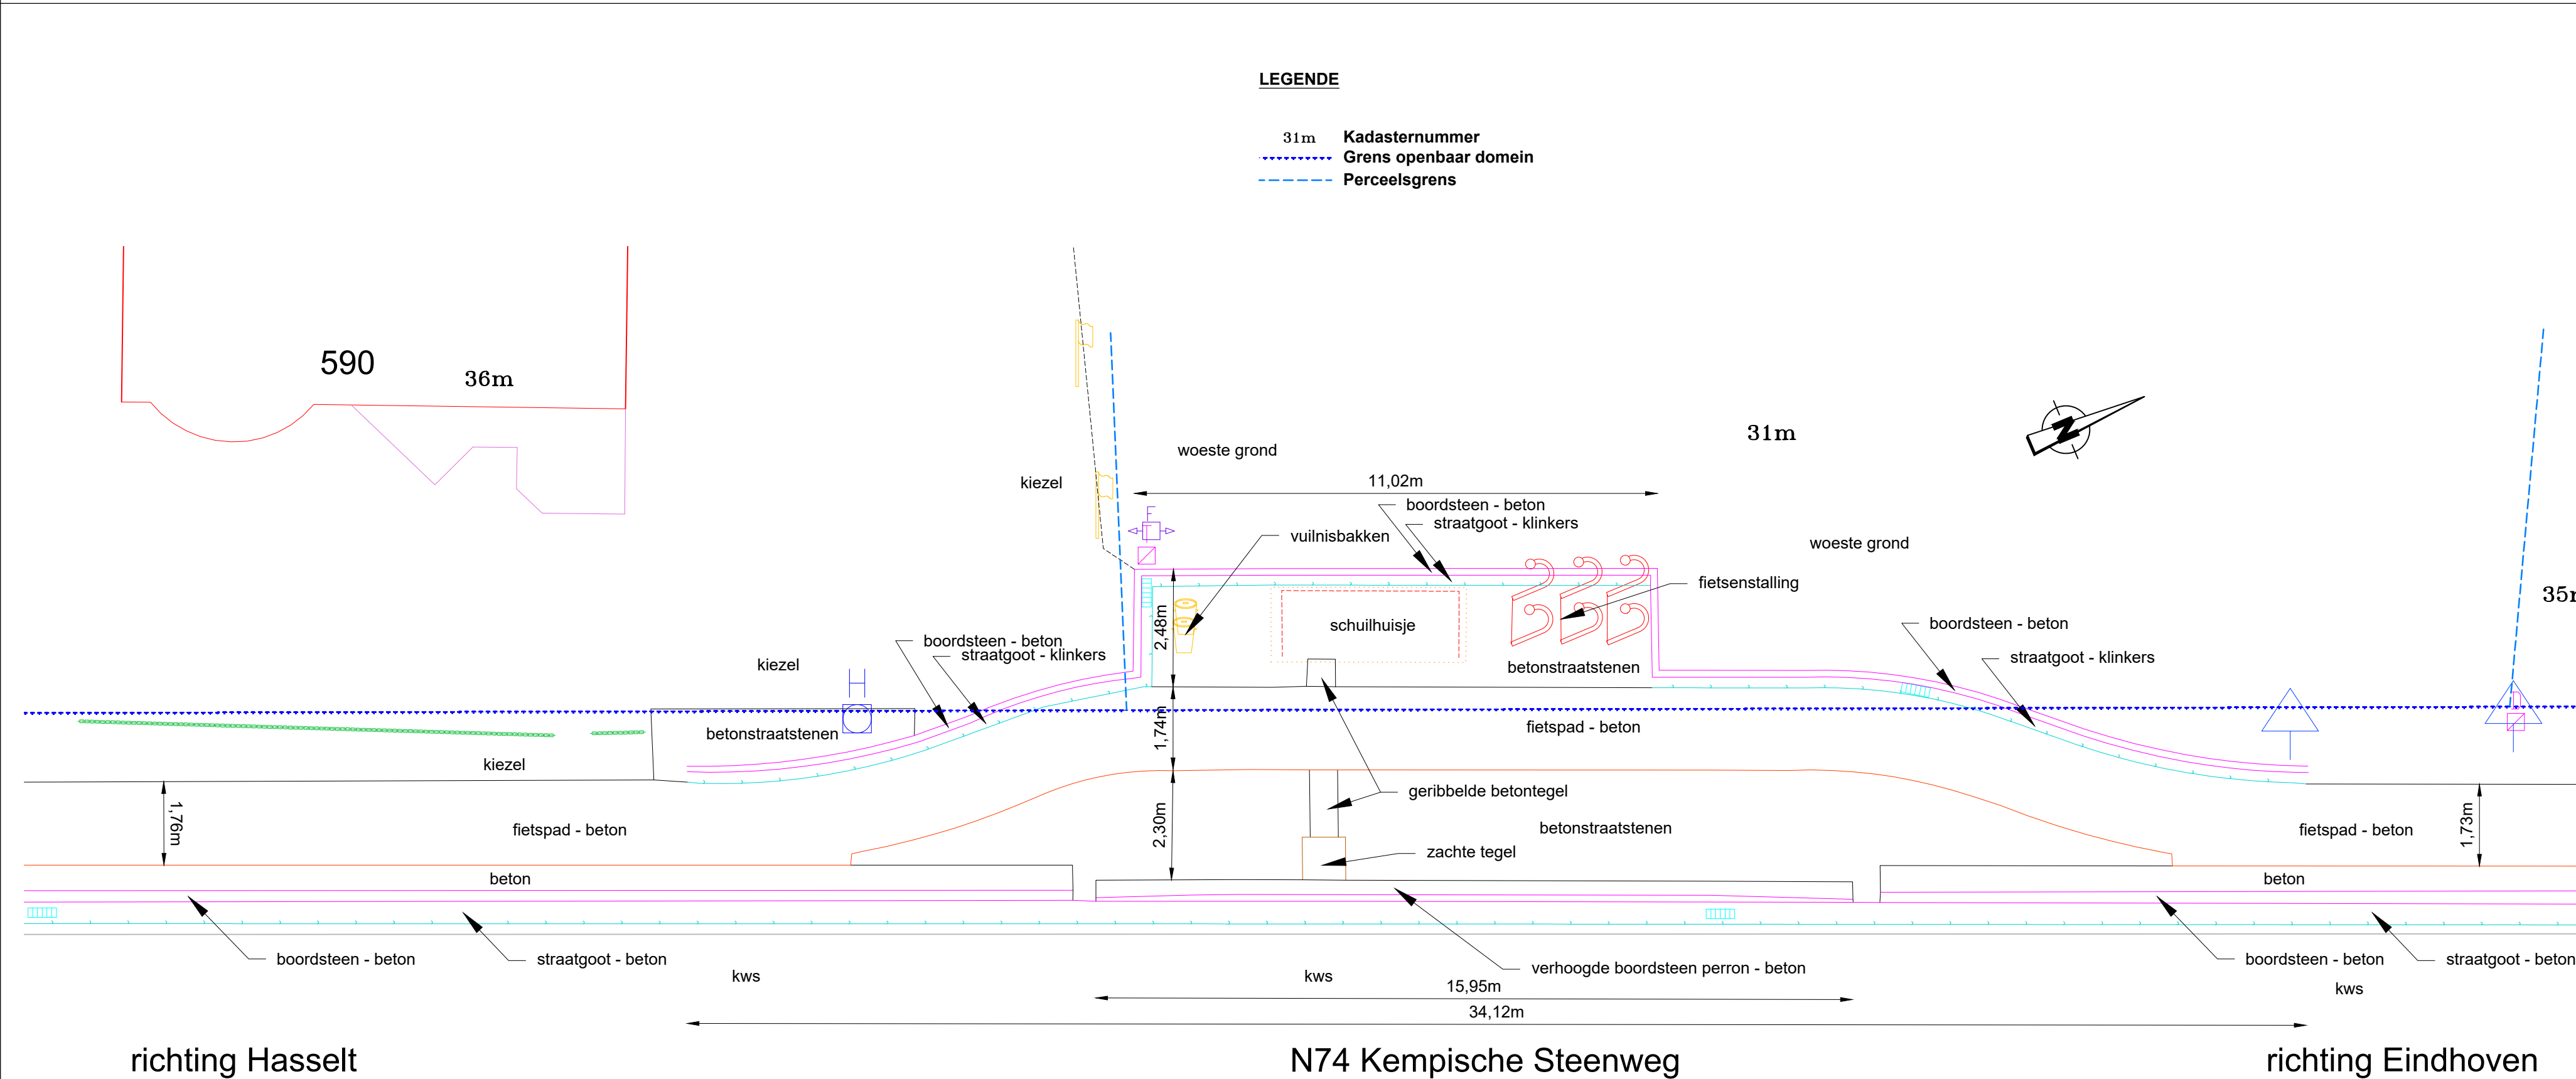 LEGENDE
31m Kadasternummer
Grens openbaar domein
Perceelsgrens
590
36m
31m
N
woeste grond
kiezel
11,02m
boordsteen - beton
straatgoot - klinkers
F
vuilnisbakken
woeste grond
fietsenstalling
2,48m
schuilhuisje
boordsteen - beton
straatgoot - klinkers
betonstraatstenen
boordsteen - beton
straatgoot - klinkers
kiezel
H
betonstraatstenen
1,74m
fietspad - beton
kiezel
1,76m
fietspad - beton
geribbelde betontegel
2,30m
betonstraatstenen
zachte tegel
fietspad - beton
1,73m
beton
beton
boordsteen - beton
straatgoot - beton
kws
kws
verhoogde boordsteen perron - beton
boordsteen - beton
straatgoot - beton
kws
15,95m
34,12m
richting Hasselt
N74 Kempische Steenweg
richting Eindhoven